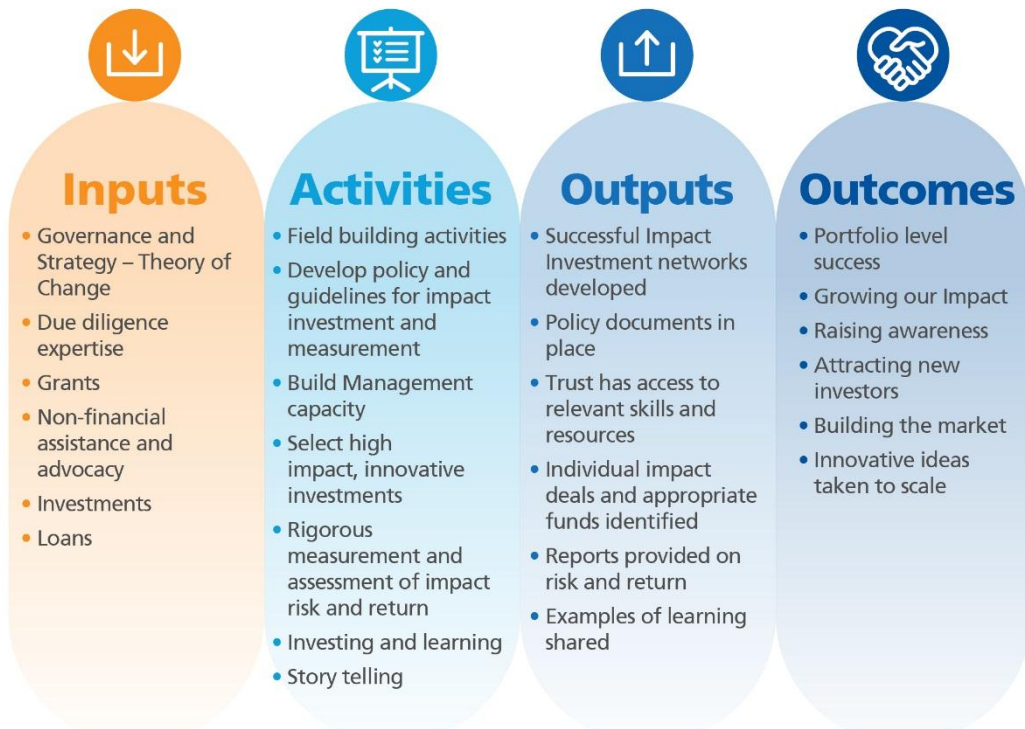 Inputs
• Governance and
Strategy – Theory of
Change
• Due diligence
expertise
• Grants
• Non-financial
assistance and
advocacy
• Investments
• Loans
Activities
• Field building activities
• Develop policy and
guidelines for impact
investment and
measurement
• Build Management
capacity
• Select high
impact, innovative
investments
• Rigorous
measurement and
assessment of impact
risk and return
• Investing and learning
• Story telling
Outputs
• Successful Impact
Investment networks
developed
• Policy documents in
place
• Trust has access to
relevant skills and
resources
• Individual impact
deals and appropriate
funds identified
• Reports provided on
risk and return
• Examples of learning
shared
Outcomes
• Portfolio level
success
• Growing our Impact
• Raising awareness
• Attracting new
investors
• Building the market
• Innovative ideas
taken to scale